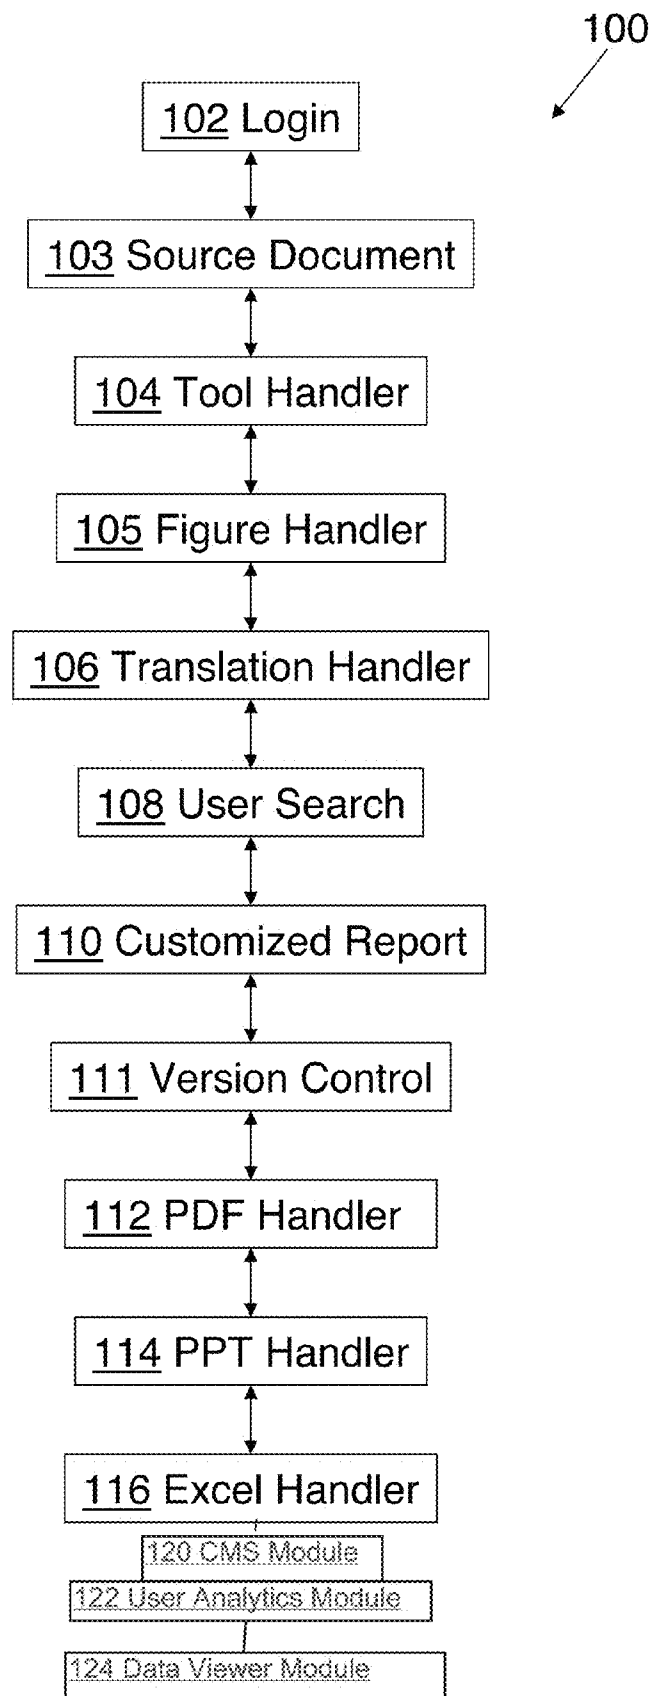 100
102 Login
103 Source Document
104 Tool Handler
105 Figure Handler
106 Translation Handler
108 User Search
110 Customized Report
111 Version Control
112 PDF Handler
114 PPT Handler
116 Excel Handler
120 CMS Module
122 User Analytics Module
124 Data Viewer Module